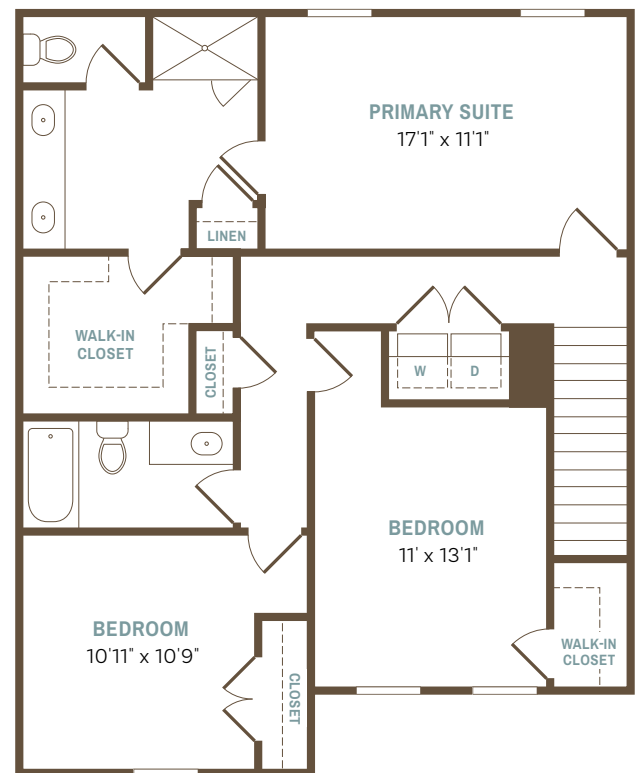 PRIMARY SUITE
17'1" x 11'1"
LINEN
WALK-IN
CLOSET
CLOSET
W
D
BEDROOM
11' x 13'1"
BEDROOM
10'11" x 10'9"
WALK-IN
CLOSET
CLOSET